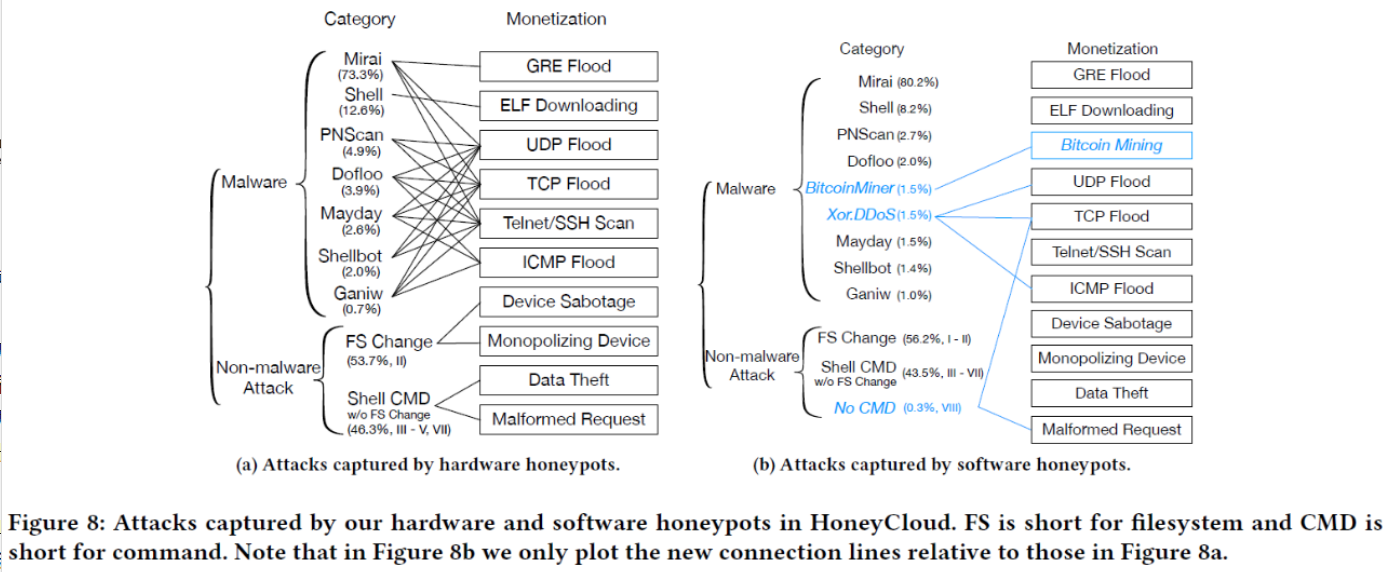 Category
Monetization
Mirai
(73.3%)
Shell
(12.6%)
PNScan
(4.9%)
Dofloo
(3.9%)
Mayday
(2.6%)
Shellbot
(2.0%)
Ganiw
(0.7%)
Malware
Non-malware
Attack
FS Change
(53.7%, II)
Shell CMD
w/o FS Change
(46.3%, III - V, VII)
GRE Flood
ELF Downloading
UDP Flood
TCP Flood
Telnet/SSH Scan
ICMP Flood
Device Sabotage
Monopolizing Device
Data Theft
Malformed Request
(a) Attacks captured by hardware honeypots.
Category
Monetization
Mirai (80.2%)
Shell (8.2%)
PNScan (2.7%)
Dofloo (2.0%)
BitcoinMiner (1.5%)
Xor.DDoS (1.5%)
Mayday (1.5%)
Shellbot (1.4%)
Ganiw (1.0%)
Malware
Non-malware
Attack
FS Change (56.2%, I - II)
Shell CMD (43.5%, III - VII)
w/o FS Change
No CMD (0.3%, VIII)
GRE Flood
ELF Downloading
Bitcoin Mining
UDP Flood
TCP Flood
Telnet/SSH Scan
ICMP Flood
Device Sabotage
Monopolizing Device
Data Theft
Malformed Request
(b) Attacks captured by software honeypots.
Figure 8: Attacks captured by our hardware and software honeypots in HoneyCloud. FS is short for filesystem and CMD is
short for command. Note that in Figure 8b we only plot the new connection lines relative to those in Figure 8a.